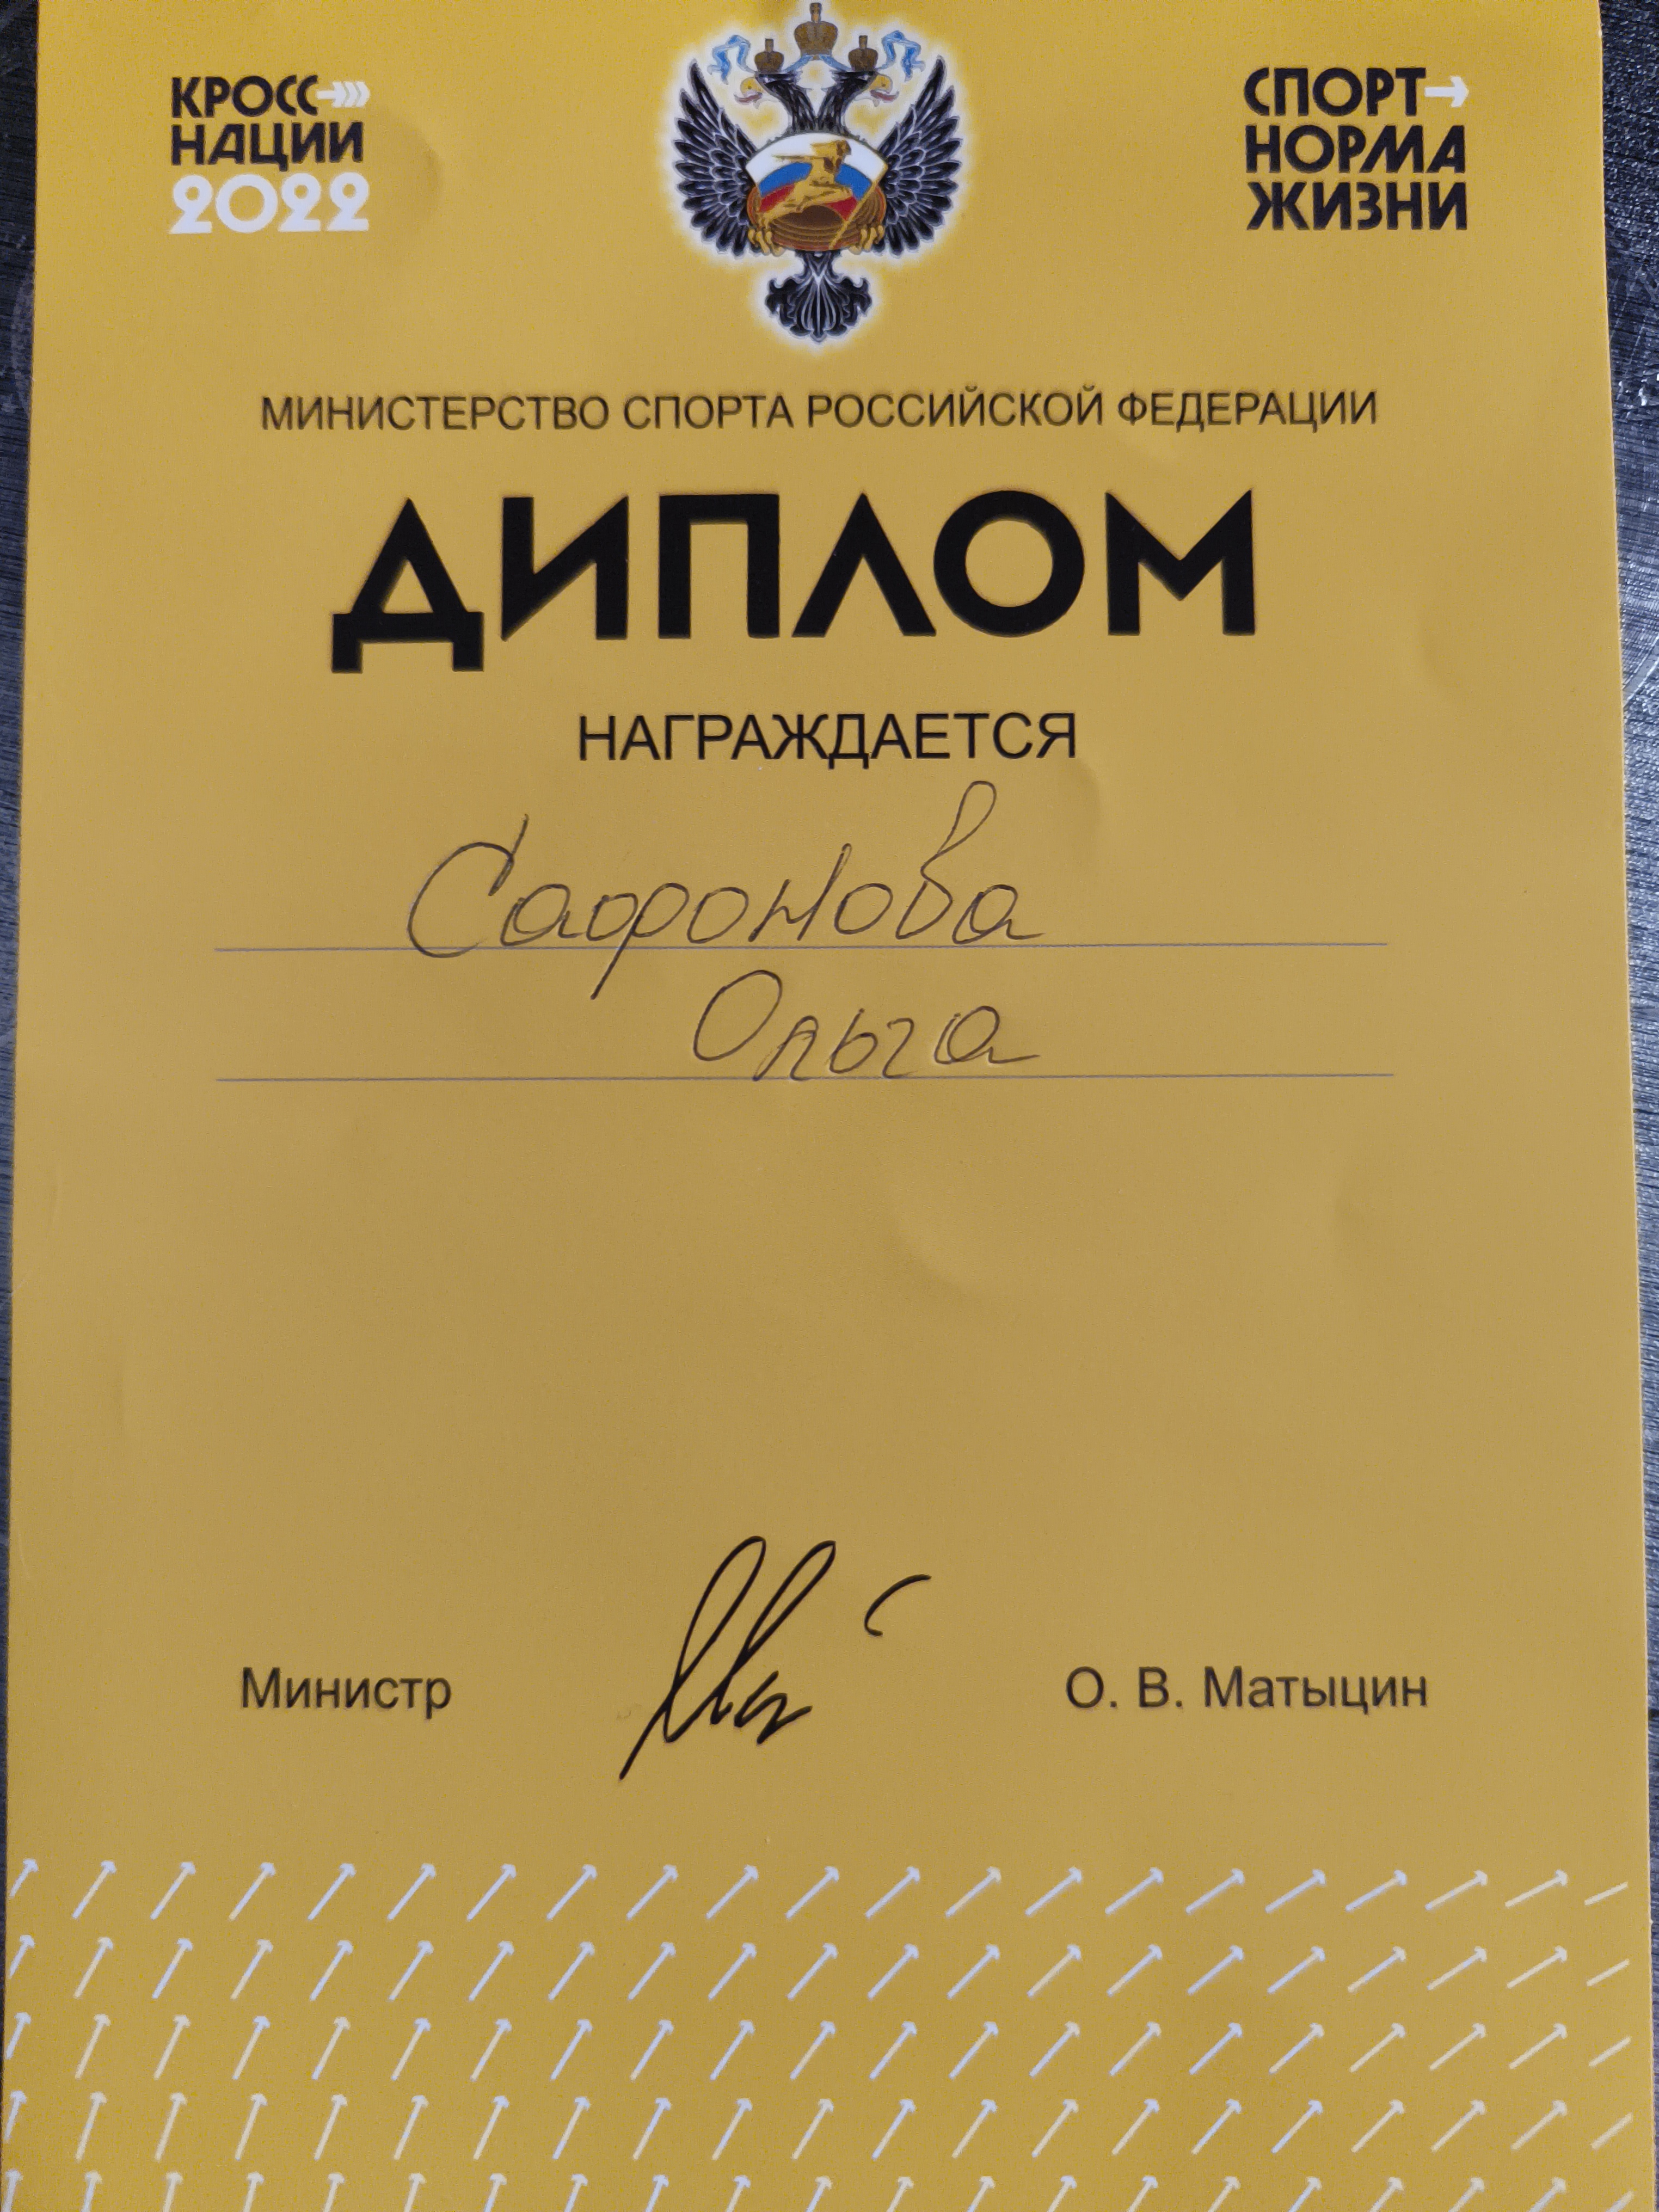 КРОСС
НАЦИИ
2022
СПОРТ
НОРМА
ЖИЗНИ
МИНИСТЕРСТВО СПОРТА РОССИЙСКОЙ ФЕДЕРАЦИИ
ДИПЛОМ
НАГРАЖДАЕТСЯ
Сафонова
Ольга
Министр
О. В. Матыцин